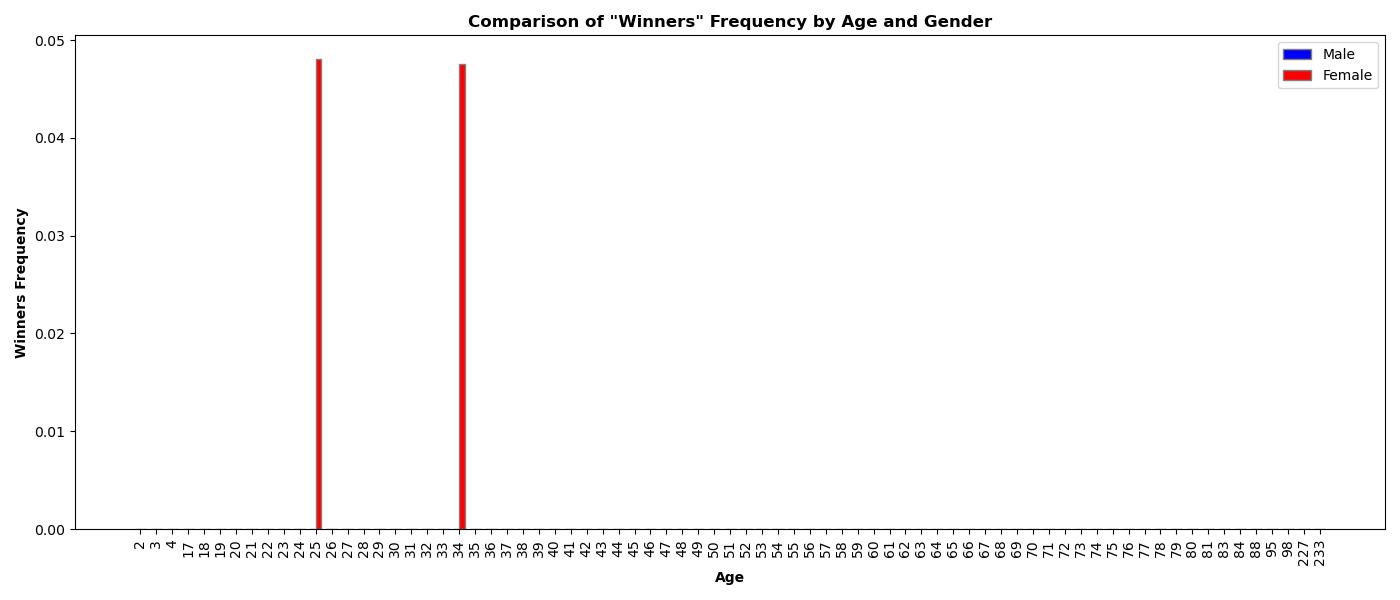 Comparison of "Winners" Frequency by Age and Gender
Male
Female
Winners Frequency
0.05
0.04
0.03
0.02
0.01
0.00
2 3 4 17 18 19 20 21 22 23 24 25 26 27 28 29 30 31 32 33 34 35 36 37 38 39 40 41 42 43 44 45 46 47 48 49 50 51 52 53 54 55 56 57 58 59 60 61 62 63 64 65 66 67 68 69 70 71 72 73 74 75 76 77 78 79 80 81 83 84 88 95 98 227 233
Age